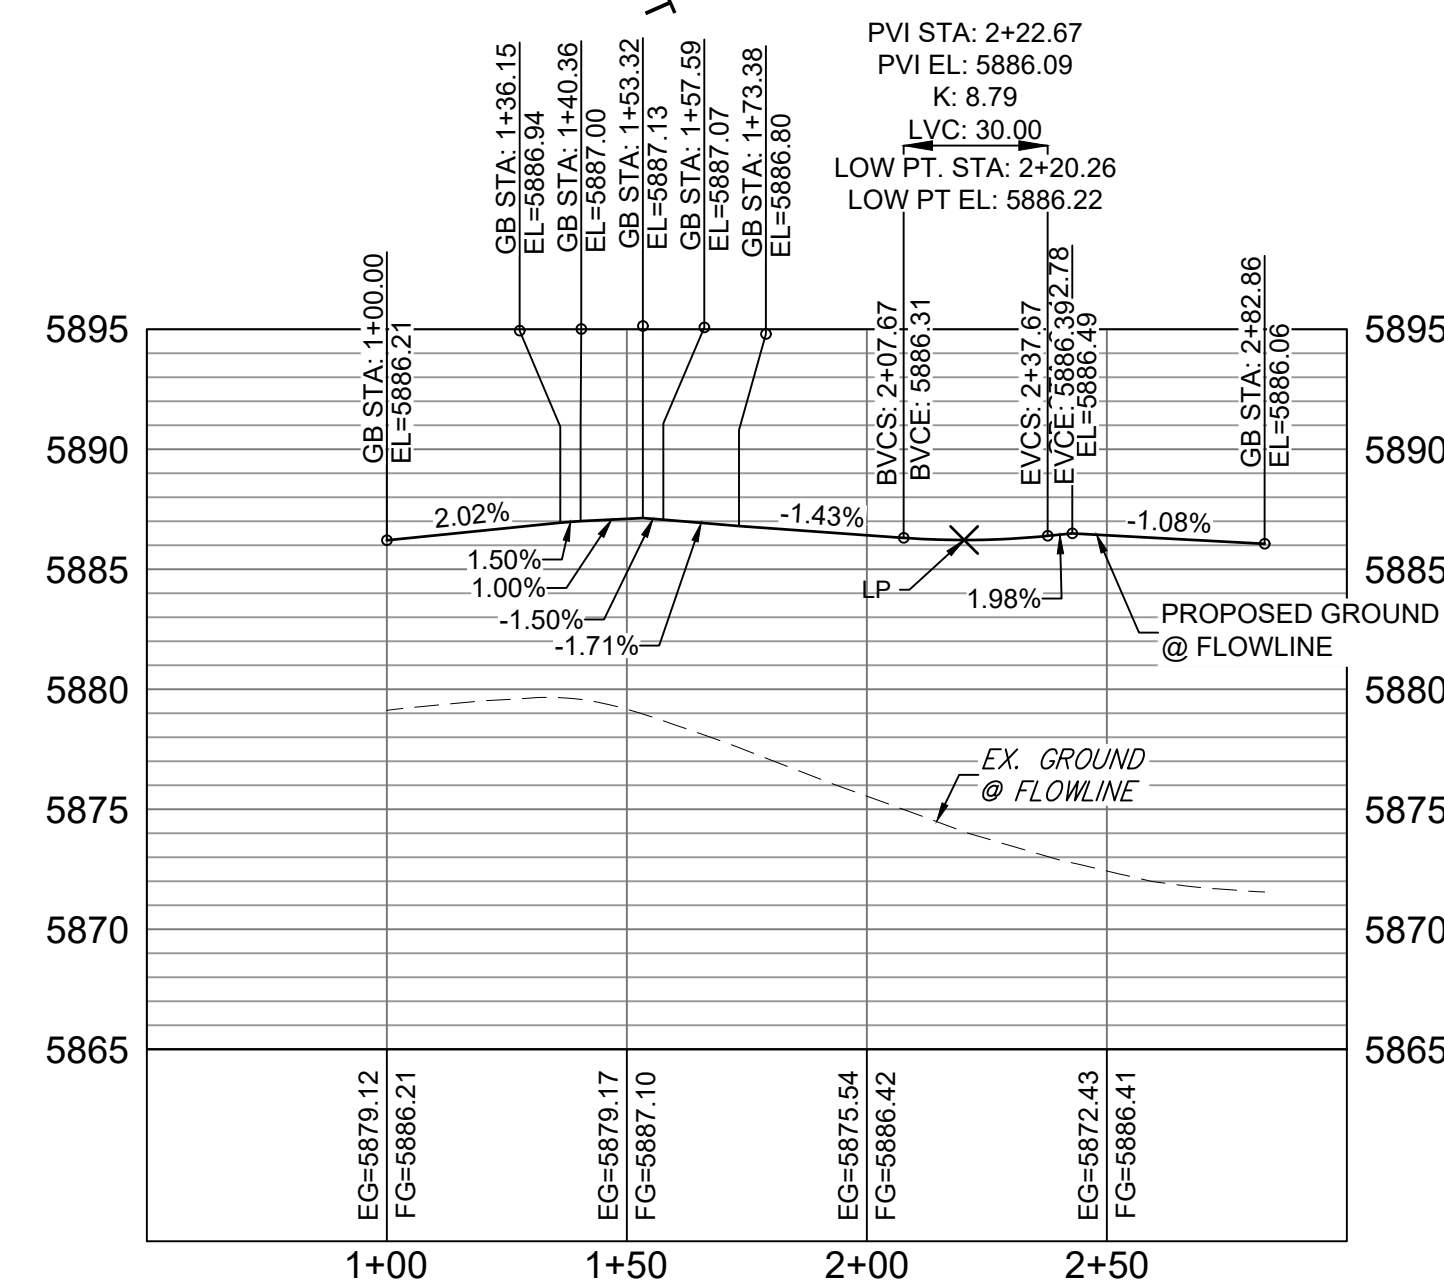 T
PVI STA: 2+22.67
PVI EL: 5886.09
K: 8.79
LVC: 30.00
LOW PT. STA: 2+20.26
LOW PT EL: 5886.22
GB STA: 1+00.00
EL=5886.21
GB STA: 1+36.15
EL=5886.94
GB STA: 1+40.36
EL=5887.00
GB STA: 1+53.32
EL=5887.13
GB STA: 1+57.59
EL=5887.07
GB STA: 1+73.38
EL=5886.80
BVCS: 2+07.67
BVCE: 5886.31
EVCS: 2+37.67
EVCE: 5886.39
2.78
EL=5886.49
GB STA: 2+82.86
EL=5886.06
5895
5895
5890
5890
2.02%
-1.43%
-1.08%
1.50%
1.00%
-1.50%
-1.71%
LP
1.98%
5885
5885
PROPOSED GROUND
@ FLOWLINE
5880
5880
EX. GROUND
@ FLOWLINE
5875
5875
5870
5870
5865
5865
EG=5879.12
FG=5886.21
EG=5879.17
FG=5887.10
EG=5875.54
FG=5886.42
EG=5872.43
FG=5886.41
1+00
1+50
2+00
2+50